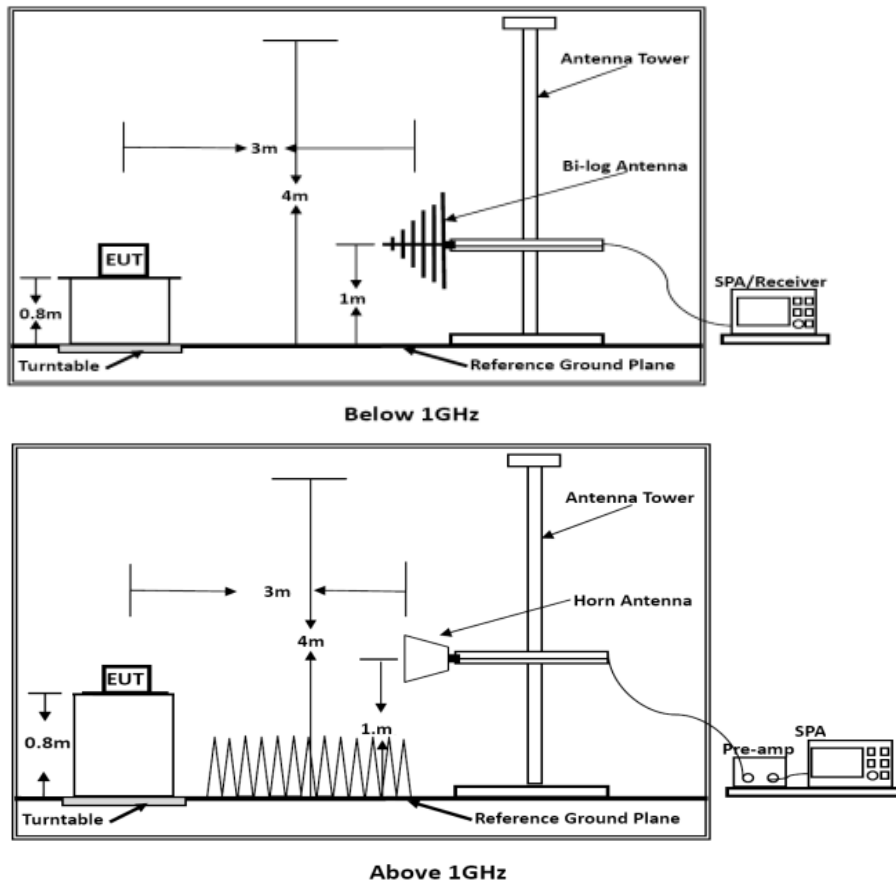 Antenna Tower
3m
Bi-log Antenna
4m
EUT
SPA/Receiver
1m
0.8m
Turntable
Reference Ground Plane
Below 1GHz
Antenna Tower
3m
Horn Antenna
4m
EUT
1.m
SPA
0.8m
Pre-amp
Turntable
Reference Ground Plane
Above 1GHz